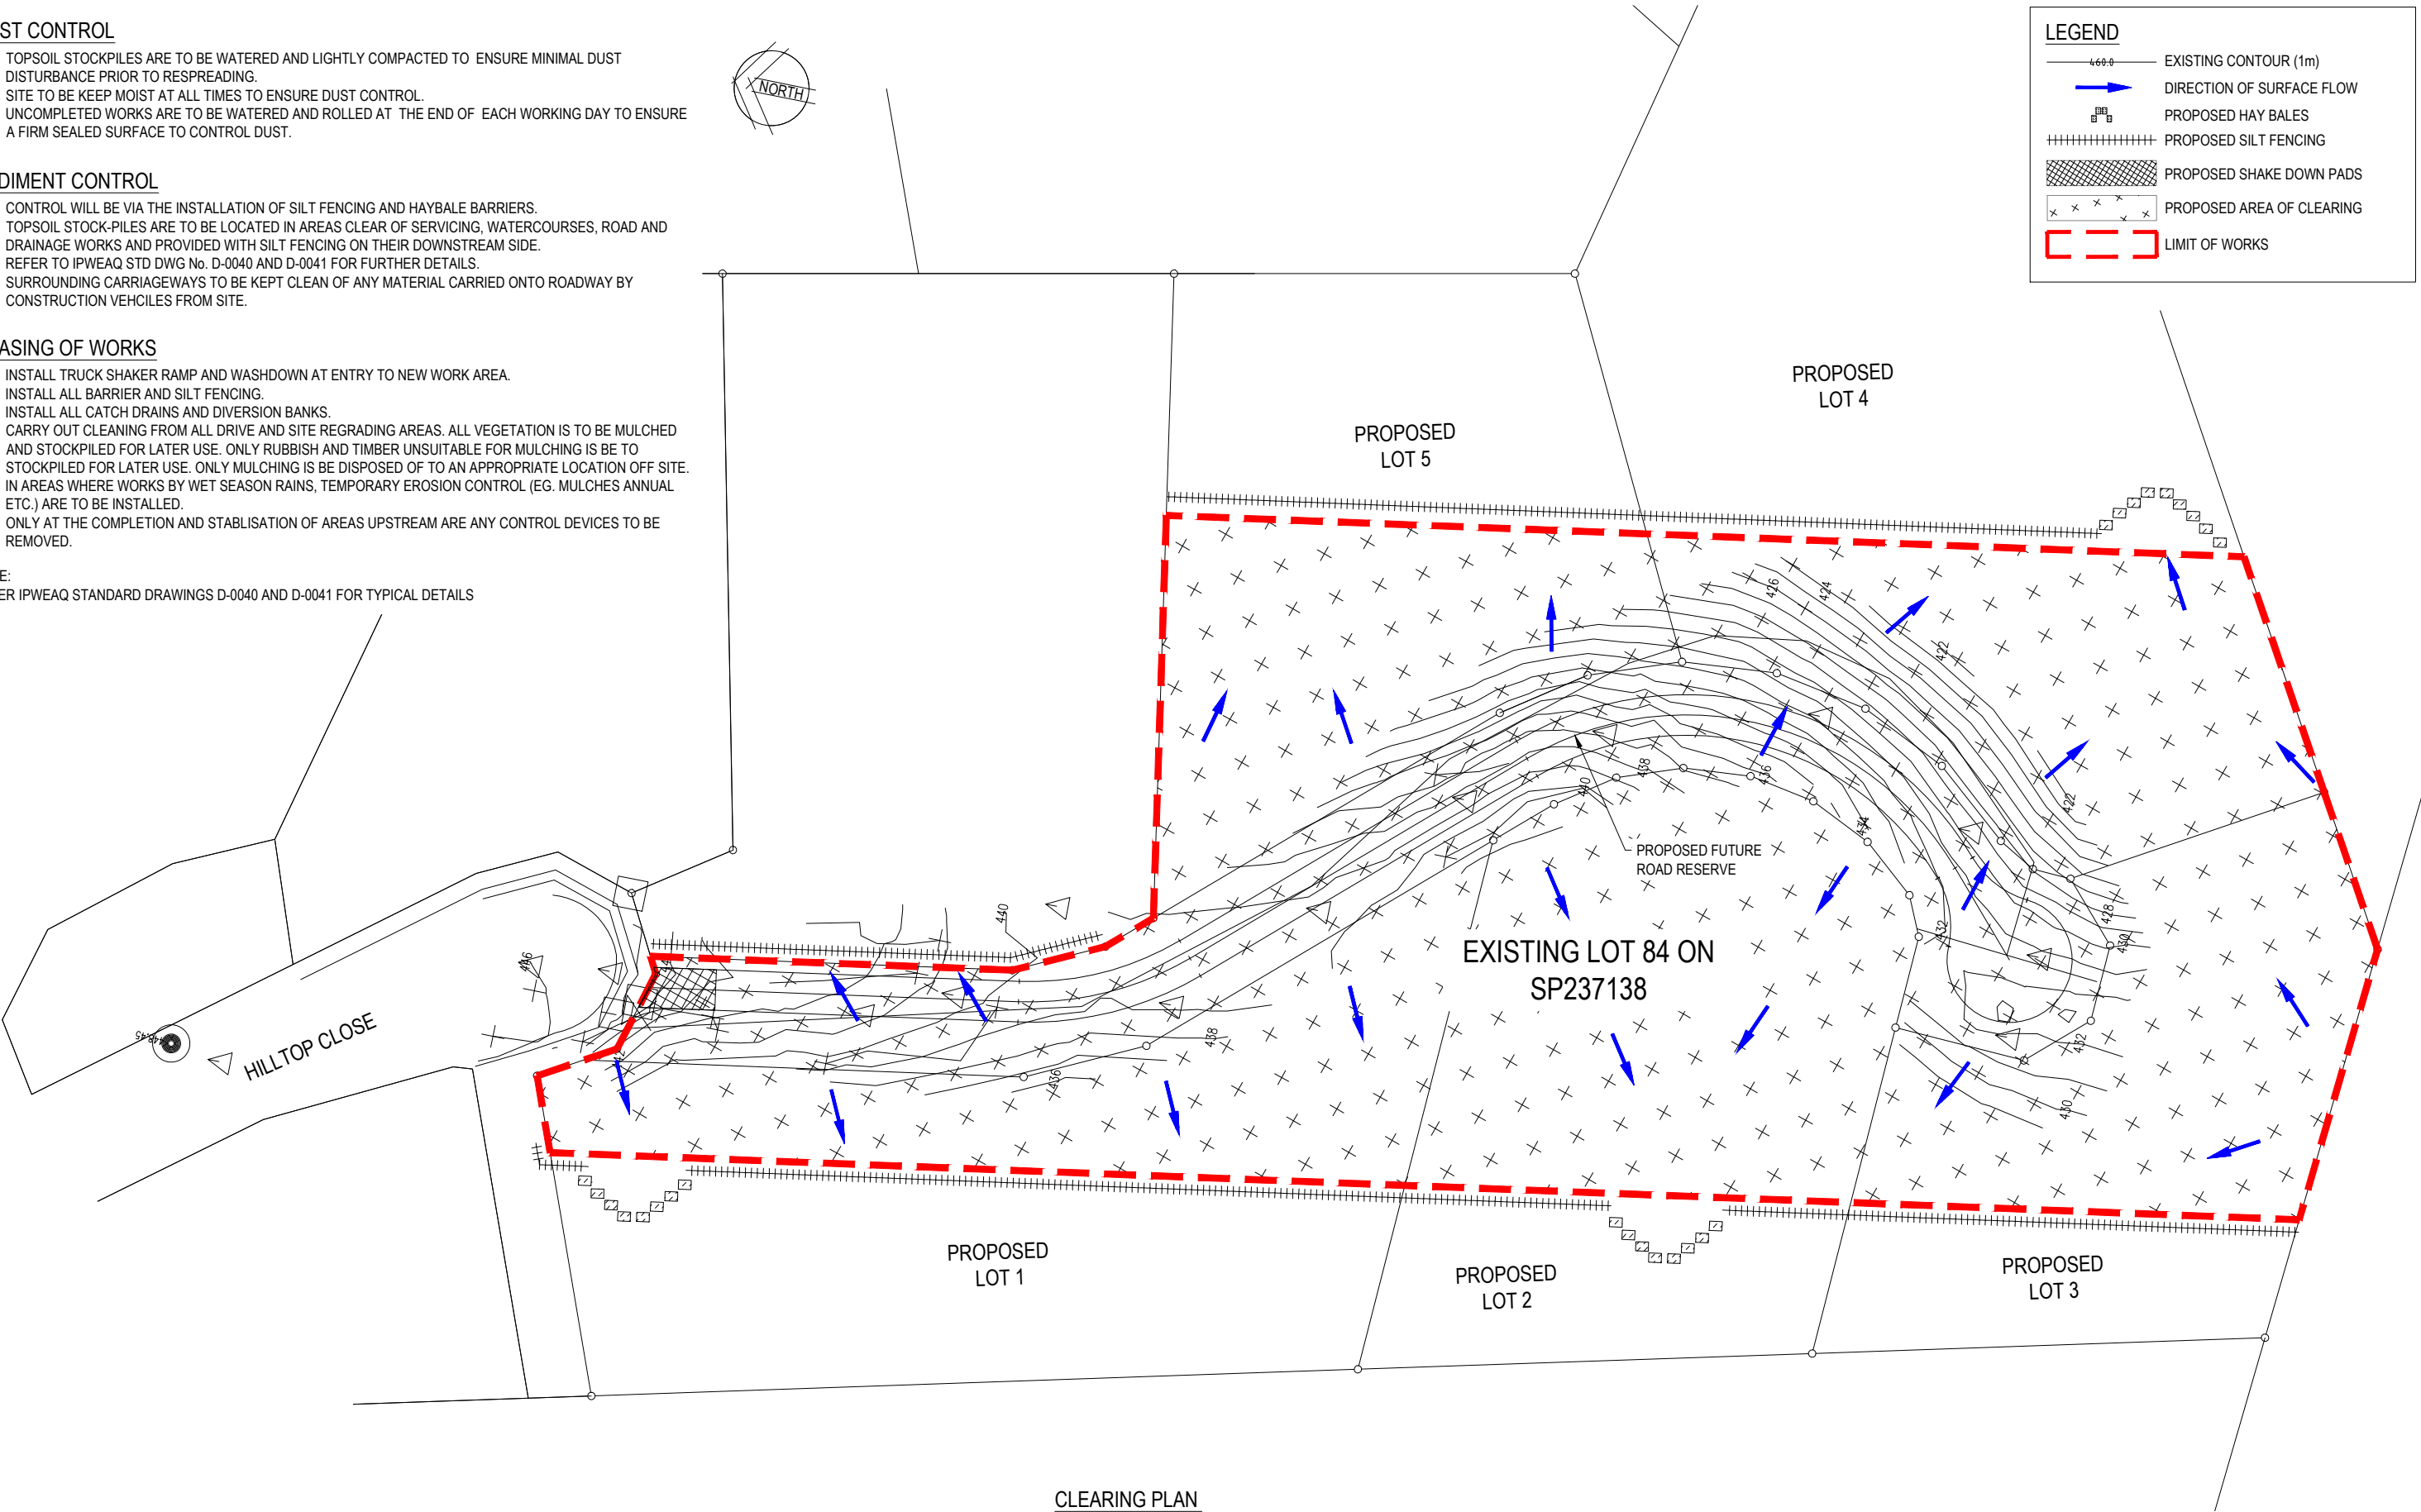 ST CONTROL
TOPSOIL STOCKPILES ARE TO BE WATERED AND LIGHTLY COMPACTED TO ENSURE MINIMAL DUST
DISTURBANCE PRIOR TO RESPREADING.
SITE TO BE KEEP MOIST AT ALL TIMES TO ENSURE DUST CONTROL.
UNCOMPLETED WORKS ARE TO BE WATERED AND ROLLED AT THE END OF EACH WORKING DAY TO ENSURE
A FIRM SEALED SURFACE TO CONTROL DUST.
DIMENT CONTROL
CONTROL WILL BE VIA THE INSTALLATION OF SILT FENCING AND HAYBALE BARRIERS.
TOPSOIL STOCK-PILES ARE TO BE LOCATED IN AREAS CLEAR OF SERVICING, WATERCOURSES, ROAD AND
DRAINAGE WORKS AND PROVIDED WITH SILT FENCING ON THEIR DOWNSTREAM SIDE.
REFER TO IPWEAQ STD DWG No. D-0040 AND D-0041 FOR FURTHER DETAILS.
SURROUNDING CARRIAGEWAYS TO BE KEPT CLEAN OF ANY MATERIAL CARRIED ONTO ROADWAY BY
CONSTRUCTION VEHCILES FROM SITE.
ASING OF WORKS
INSTALL TRUCK SHAKER RAMP AND WASHDOWN AT ENTRY TO NEW WORK AREA.
INSTALL ALL BARRIER AND SILT FENCING.
INSTALL ALL CATCH DRAINS AND DIVERSION BANKS.
CARRY OUT CLEANING FROM ALL DRIVE AND SITE REGRADING AREAS. ALL VEGETATION IS TO BE MULCHED
AND STOCKPILED FOR LATER USE. ONLY RUBBISH AND TIMBER UNSUITABLE FOR MULCHING IS BE TO
STOCKPILED FOR LATER USE. ONLY MULCHING IS BE DISPOSED OF TO AN APPROPRIATE LOCATION OFF SITE.
IN AREAS WHERE WORKS BY WET SEASON RAINS, TEMPORARY EROSION CONTROL (EG. MULCHES ANNUAL
ETC.) ARE TO BE INSTALLED.
ONLY AT THE COMPLETION AND STABLISATION OF AREAS UPSTREAM ARE ANY CONTROL DEVICES TO BE
REMOVED.
E:
ER IPWEAQ STANDARD DRAWINGS D-0040 AND D-0041 FOR TYPICAL DETAILS
NORTH
LEGEND
460.0 EXISTING CONTOUR (1m)
DIRECTION OF SURFACE FLOW
PROPOSED HAY BALES
PROPOSED SILT FENCING
PROPOSED SHAKE DOWN PADS
PROPOSED AREA OF CLEARING
LIMIT OF WORKS
PROPOSED
LOT 4
PROPOSED
LOT 5
426
424
422
422
438
440
436
434
PROPOSED FUTURE
ROAD RESERVE
440
428
430
432
EXISTING LOT 84 ON
SP237138
446
448.45
HILLTOP CLOSE
438
436
432
430
PROPOSED
LOT 1
PROPOSED
LOT 2
PROPOSED
LOT 3
CLEARING PLAN